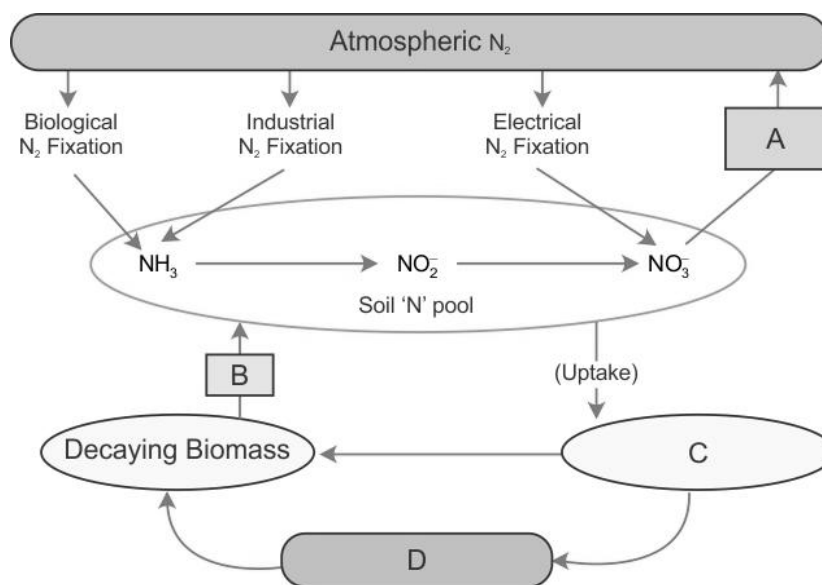 Atmospheric N₂
Biological
N₂ Fixation
Industrial
N₂ Fixation
Electrical
N₂ Fixation
A
NH₃
NO₂⁻
NO₃⁻
Soil ‘N’ pool
B
(Uptake)
Decaying Biomass
C
D